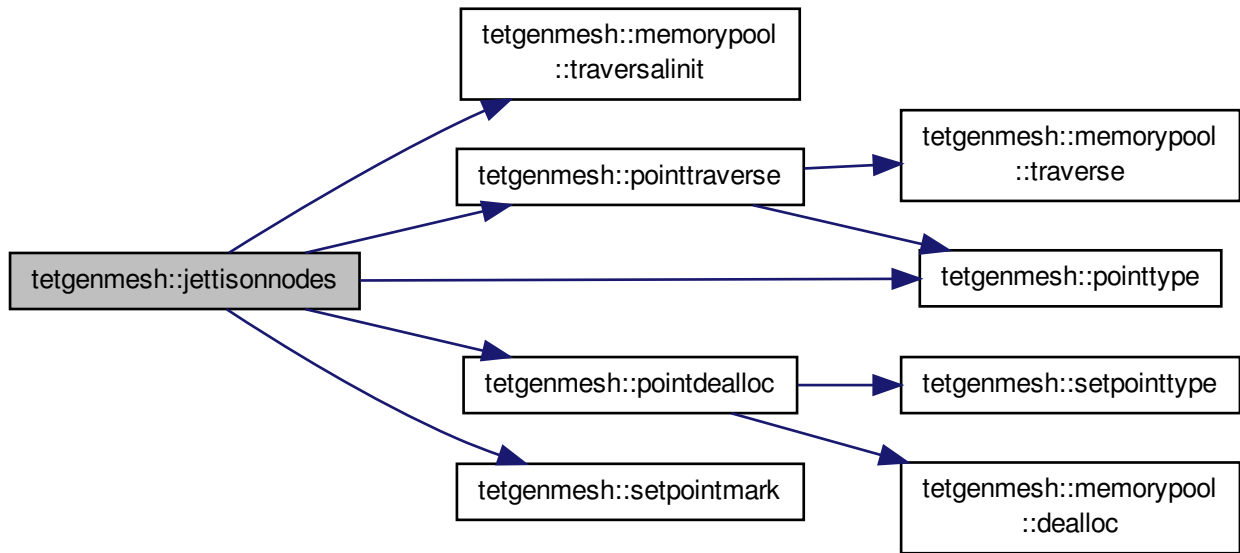 tetgenmesh::memorypool
::traversalinit
tetgenmesh::pointtraverse
tetgenmesh::memorypool
::traverse
tetgenmesh::jettisonnodes
tetgenmesh::pointtype
tetgenmesh::pointdealloc
tetgenmesh::setpointtype
tetgenmesh::setpointmark
tetgenmesh::memorypool
::dealloc